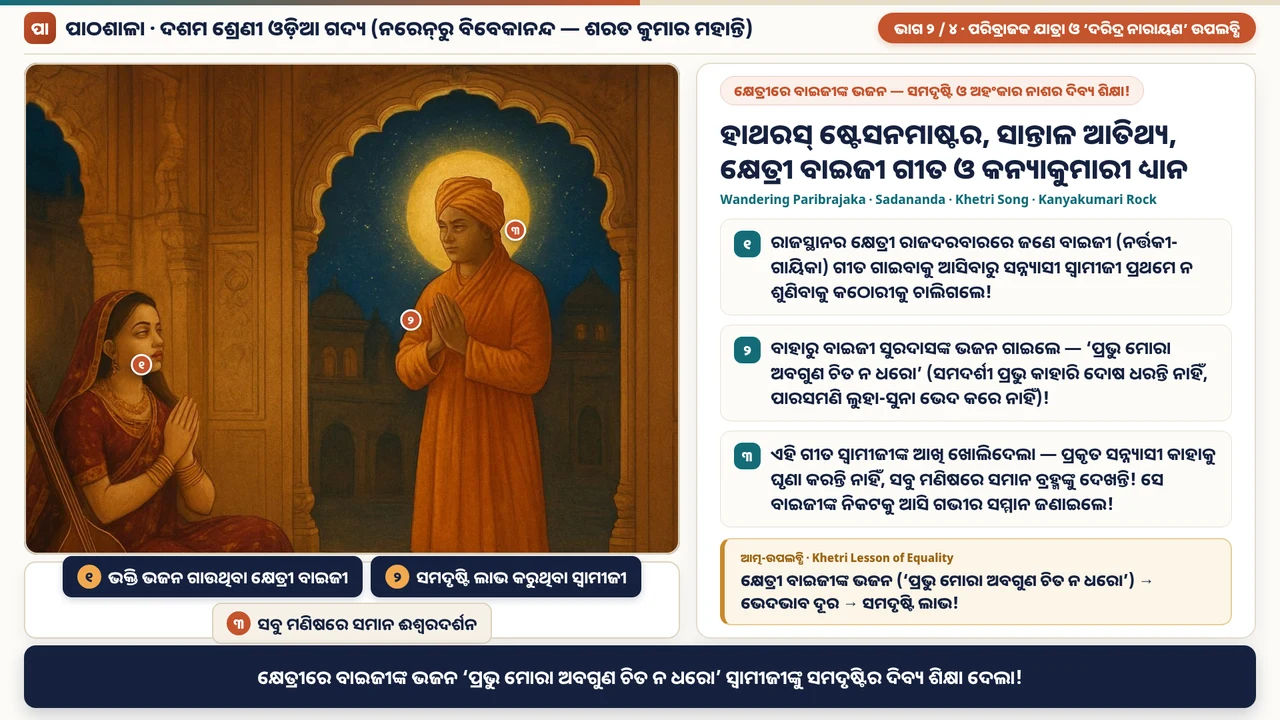 ପା ପାଠଶାଳା · ଦଶମ ଶ୍ରେଣୀ ଓଡ଼ିଆ ଗଦ୍ୟ (ନରେନ୍‌ରୁ ବିବେକାନନ୍ଦ — ଶରତ କୁମାର ମହାନ୍ତି)
ଭାଗ ୨ / ୪ · ପରିବ୍ରାଜକ ଯାତ୍ରା ଓ ‘ଦରିଦ୍ର ନାରାୟଣ’ ଉପଲବ୍ଧି
୧
୨
୩
୧ ଭକ୍ତି ଭଜନ ଗାଉଥିବା କ୍ଷେତ୍ରୀ ବାଇଜୀ
୨ ସମଦୃଷ୍ଟି ଲାଭ କରୁଥିବା ସ୍ୱାମୀଜୀ
୩ ସବୁ ମଣିଷରେ ସମାନ ଈଶ୍ୱରଦର୍ଶନ
କ୍ଷେତ୍ରୀରେ ବାଇଜୀଙ୍କ ଭଜନ — ସମଦୃଷ୍ଟି ଓ ଅହଂକାର ନାଶର ଦିବ୍ୟ ଶିକ୍ଷା!
ହାଥରସ୍ ଷ୍ଟେସନମାଷ୍ଟର, ସାନ୍ତାଳ ଆତିଥ୍ୟ,
କ୍ଷେତ୍ରୀ ବାଇଜୀ ଗୀତ ଓ କନ୍ୟାକୁମାରୀ ଧ୍ୟାନ
Wandering Paribrajaka · Sadananda · Khetri Song · Kanyakumari Rock
୧ ରାଜସ୍ଥାନର କ୍ଷେତ୍ରୀ ରାଜଦରବାରରେ ଜଣେ ବାଇଜୀ (ନର୍ତ୍ତକୀ-
ଗାୟିକା) ଗୀତ ଗାଇବାକୁ ଆସିବାରୁ ସନ୍ନ୍ୟାସୀ ସ୍ୱାମୀଜୀ ପ୍ରଥମେ ନ
ଶୁଣିବାକୁ କଠୋରୀକୁ ଚାଲିଗଲେ!
୨ ବାହାରୁ ବାଇଜୀ ସୁରଦାସଙ୍କ ଭଜନ ଗାଇଲେ — ‘ପ୍ରଭୁ ମୋରା
ଅବଗୁଣ ଚିତ ନ ଧରୋ’ (ସମଦର୍ଶୀ ପ୍ରଭୁ କାହାରି ଦୋଷ ଧରନ୍ତି ନାହିଁ,
ପାରସମଣି ଲୁହା-ସୁନା ଭେଦ କରେ ନାହିଁ)!
୩ ଏହି ଗୀତ ସ୍ୱାମୀଜୀଙ୍କ ଆଖି ଖୋଲିଦେଲା — ପ୍ରକୃତ ସନ୍ନ୍ୟାସୀ କାହାକୁ
ଘୃଣା କରନ୍ତି ନାହିଁ, ସବୁ ମଣିଷରେ ସମାନ ବ୍ରହ୍ମଙ୍କୁ ଦେଖନ୍ତି! ସେ
ବାଇଜୀଙ୍କ ନିକଟକୁ ଆସି ଗଭୀର ସମ୍ମାନ ଜଣାଇଲେ!
ଆତ୍ମ-ଉପଲବ୍ଧି · Khetri Lesson of Equality
କ୍ଷେତ୍ରୀ ବାଇଜୀଙ୍କ ଭଜନ (‘ପ୍ରଭୁ ମୋରା ଅବଗୁଣ ଚିତ ନ ଧରୋ’) →
ଭେଦଭାବ ଦୂର → ସମଦୃଷ୍ଟି ଲାଭ!
କ୍ଷେତ୍ରୀରେ ବାଇଜୀଙ୍କ ଭଜନ ‘ପ୍ରଭୁ ମୋରା ଅବଗୁଣ ଚିତ ନ ଧରୋ’ ସ୍ୱାମୀଜୀଙ୍କୁ ସମଦୃଷ୍ଟିର ଦିବ୍ୟ ଶିକ୍ଷା ଦେଲା!